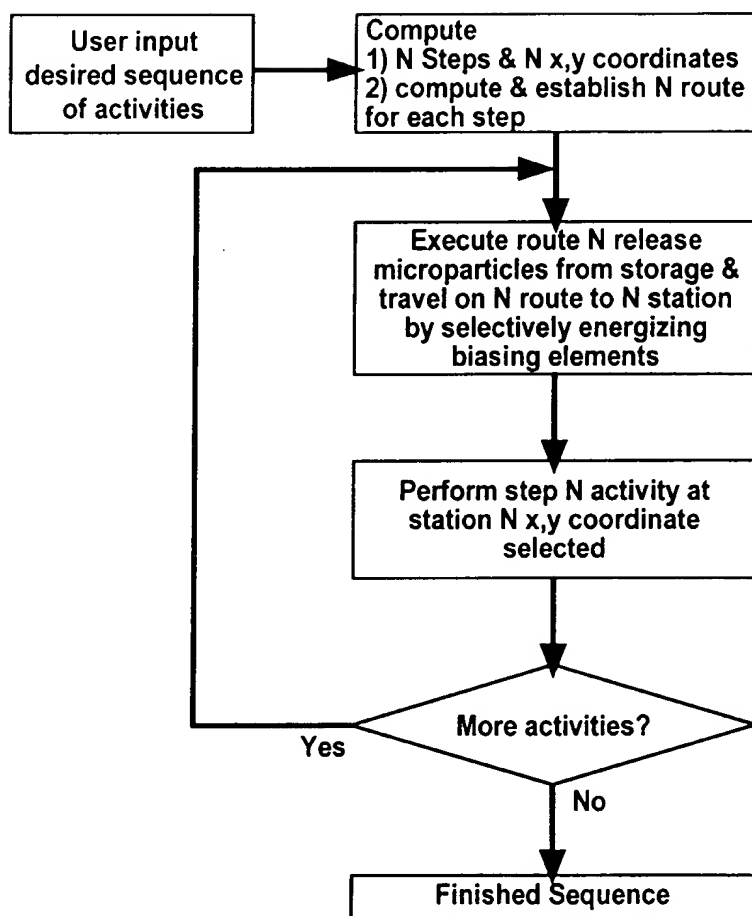 User input
desired sequence
of activities
Compute
1) N Steps & N x,y coordinates
2) compute & establish N route
for each step
Execute route N release
microparticles from storage &
travel on N route to N station
by selectively energizing
biasing elements
Perform step N activity at
station N x,y coordinate
selected
More activities?
Yes
No
Finished Sequence